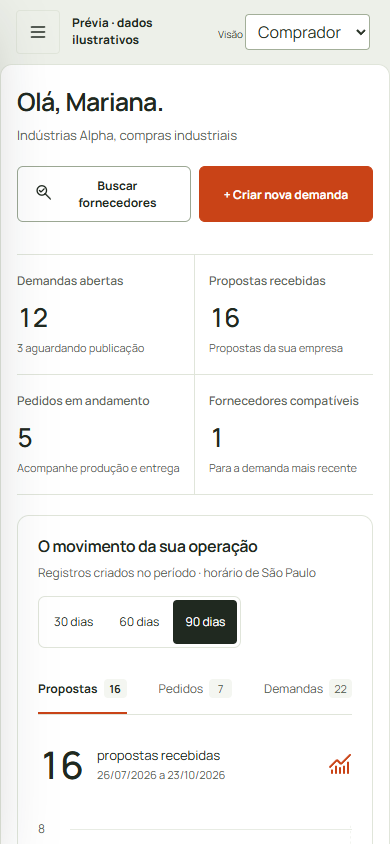 Prévia · dados
ilustrativos
Visão
Comprador
Olá, Mariana.
Indústrias Alpha, compras industriais
Buscar
fornecedores
+ Criar nova demanda
Demandas abertas
12
3 aguardando publicação
Propostas recebidas
16
Propostas da sua empresa
Pedidos em andamento
5
Acompanhe produção e entrega
Fornecedores compatíveis
1
Para a demanda mais recente
O movimento da sua operação
Registros criados no período · horário de São Paulo
30 dias 60 dias 90 dias
Propostas 16 Pedidos 7 Demandas 22
16
propostas recebidas
26/07/2026 a 23/10/2026
8